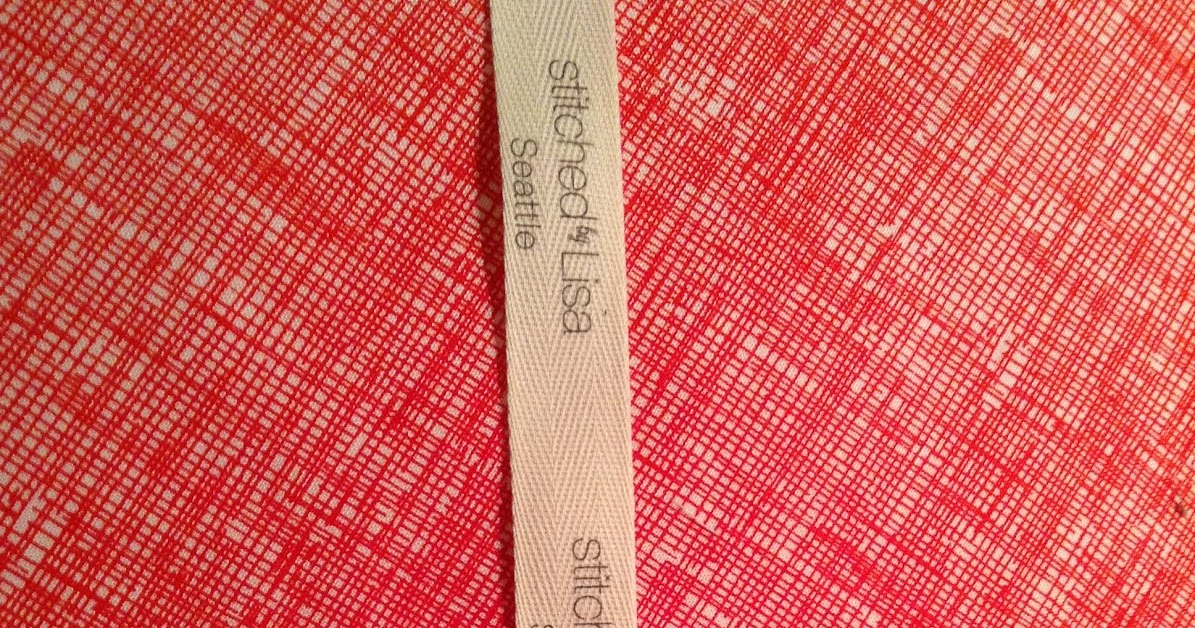 stitched by Lisa
Seattle
stitch
S